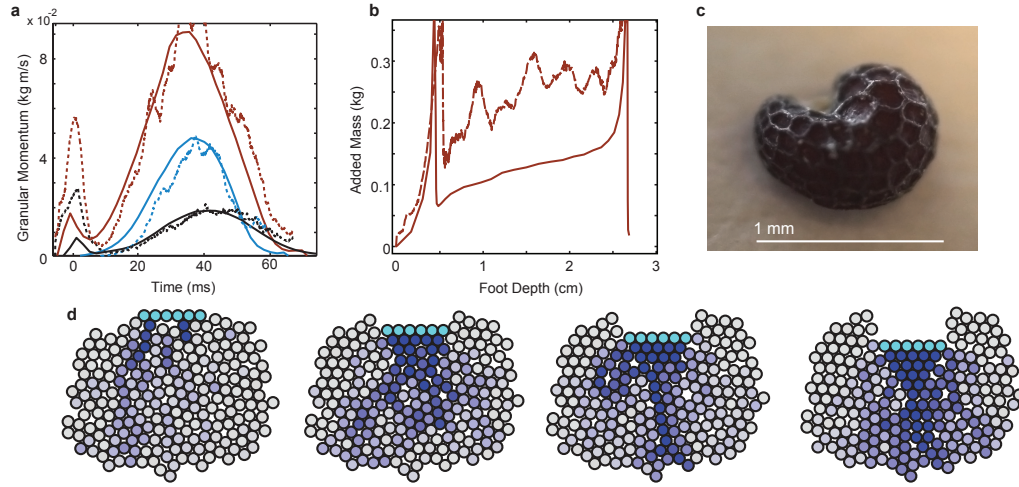 a
x 10-2
8
4
0
Granular Momentum (kg m/s)
0
20
40
60
Time (ms)
b
0.3
0.2
0.1
0
Added Mass (kg)
0
1
2
3
Foot Depth (cm)
c
1 mm
d